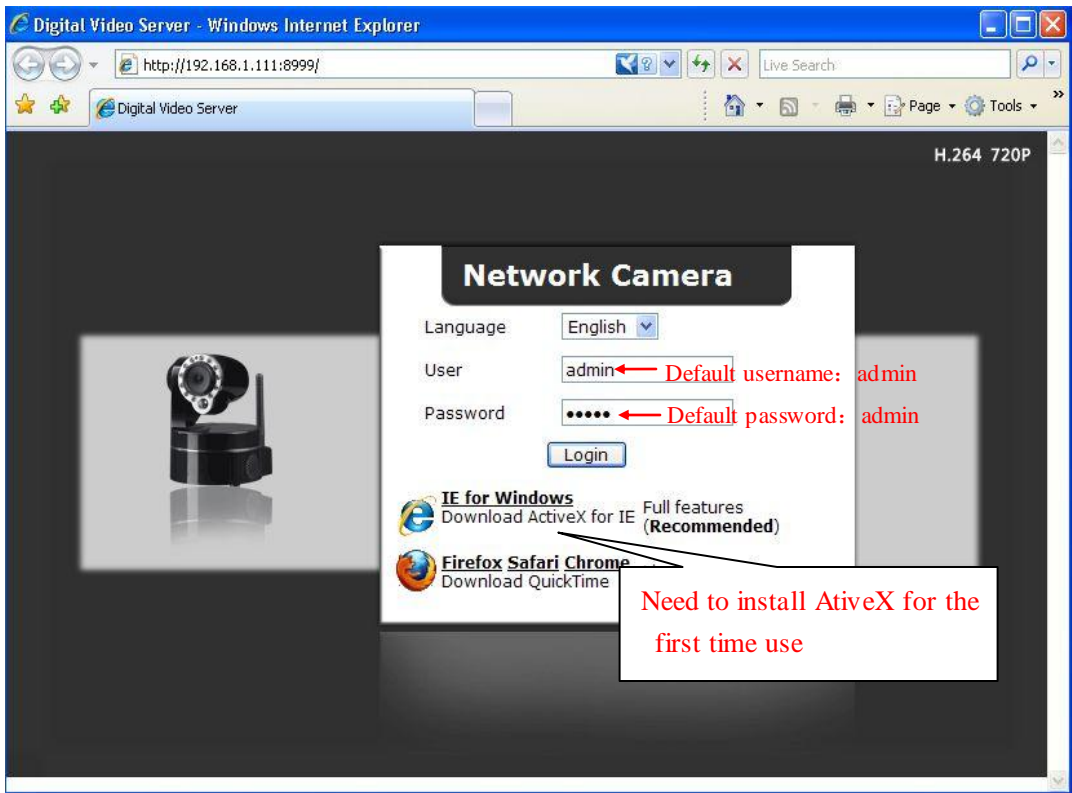 Digital Video Server - Windows Internet Explorer
http://192.168.1.111:8999/
Live Search
Digital Video Server
Page
Tools
H.264 720P
Network Camera
Language English
User admin Default username：admin
Password ••••• Default password：admin
Login
IE for Windows
Download ActiveX for IE
Full features
(Recommended)
Firefox Safari Chrome
Download QuickTime
Need to install AtiveX for the
first time use